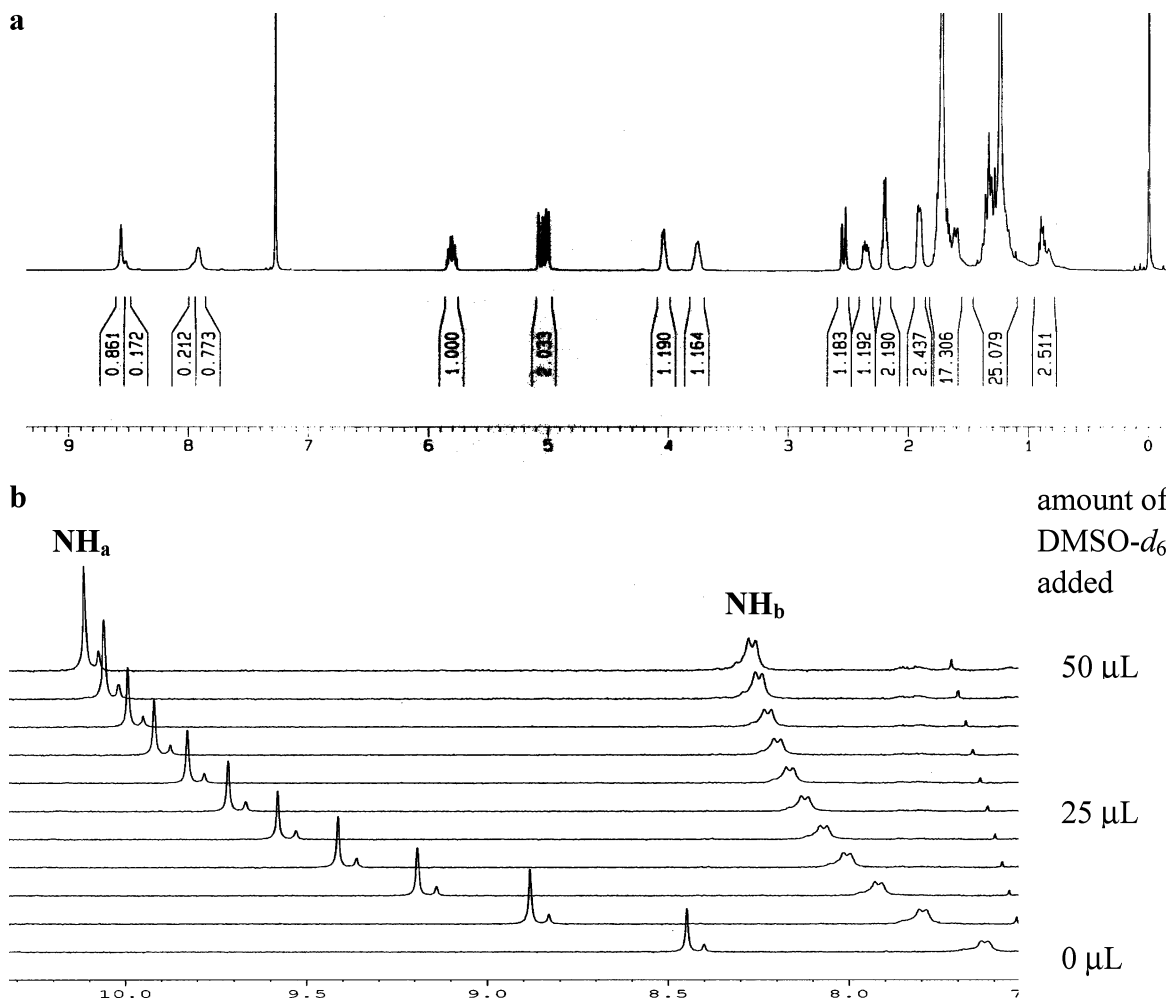 a
0.861 0.172 0.212 0.773 1.000 2.033 1.190 1.164 1.183 1.192 2.190 2.437 17.306 25.079 2.511
9 8 7 6 5 4 3 2 1 0
b
amount of
DMSO-d6
added
NHa
NHb
50 µL
25 µL
0 µL
10.0 9.5 9.0 8.5 8.0 7